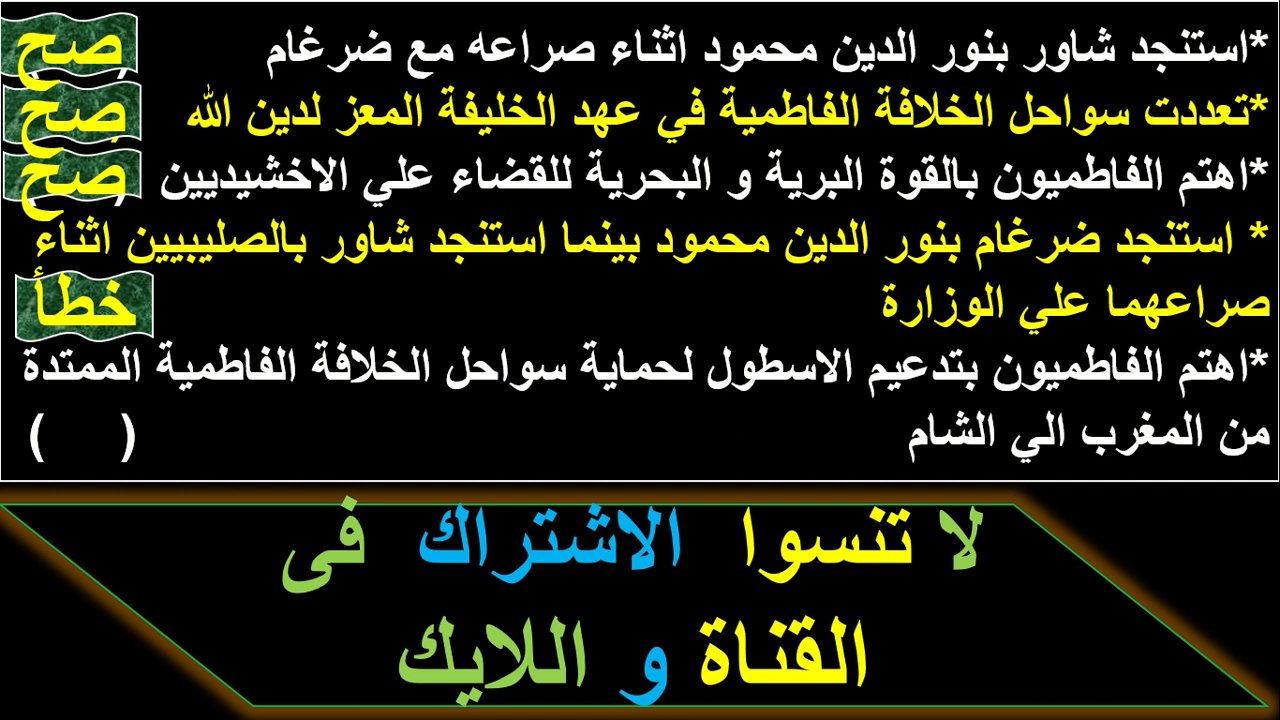 *استنجد شاور بنور الدين محمود اثناء صراعه مع ضرغام صح
*تعددت سواحل الخلافة الفاطمية في عهد الخليفة المعز لدين الله صح
*اهتم الفاطميون بالقوة البرية و البحرية للقضاء علي الاخشيديين صح
* استنجد ضرغام بنور الدين محمود بينما استنجد شاور بالصليبيين اثناء
صراعهما علي الوزارة خطأ
*اهتم الفاطميون بتدعيم الاسطول لحماية سواحل الخلافة الفاطمية الممتدة
من المغرب الي الشام ( )
لا تنسوا الاشتراك فى
القناة و اللايك